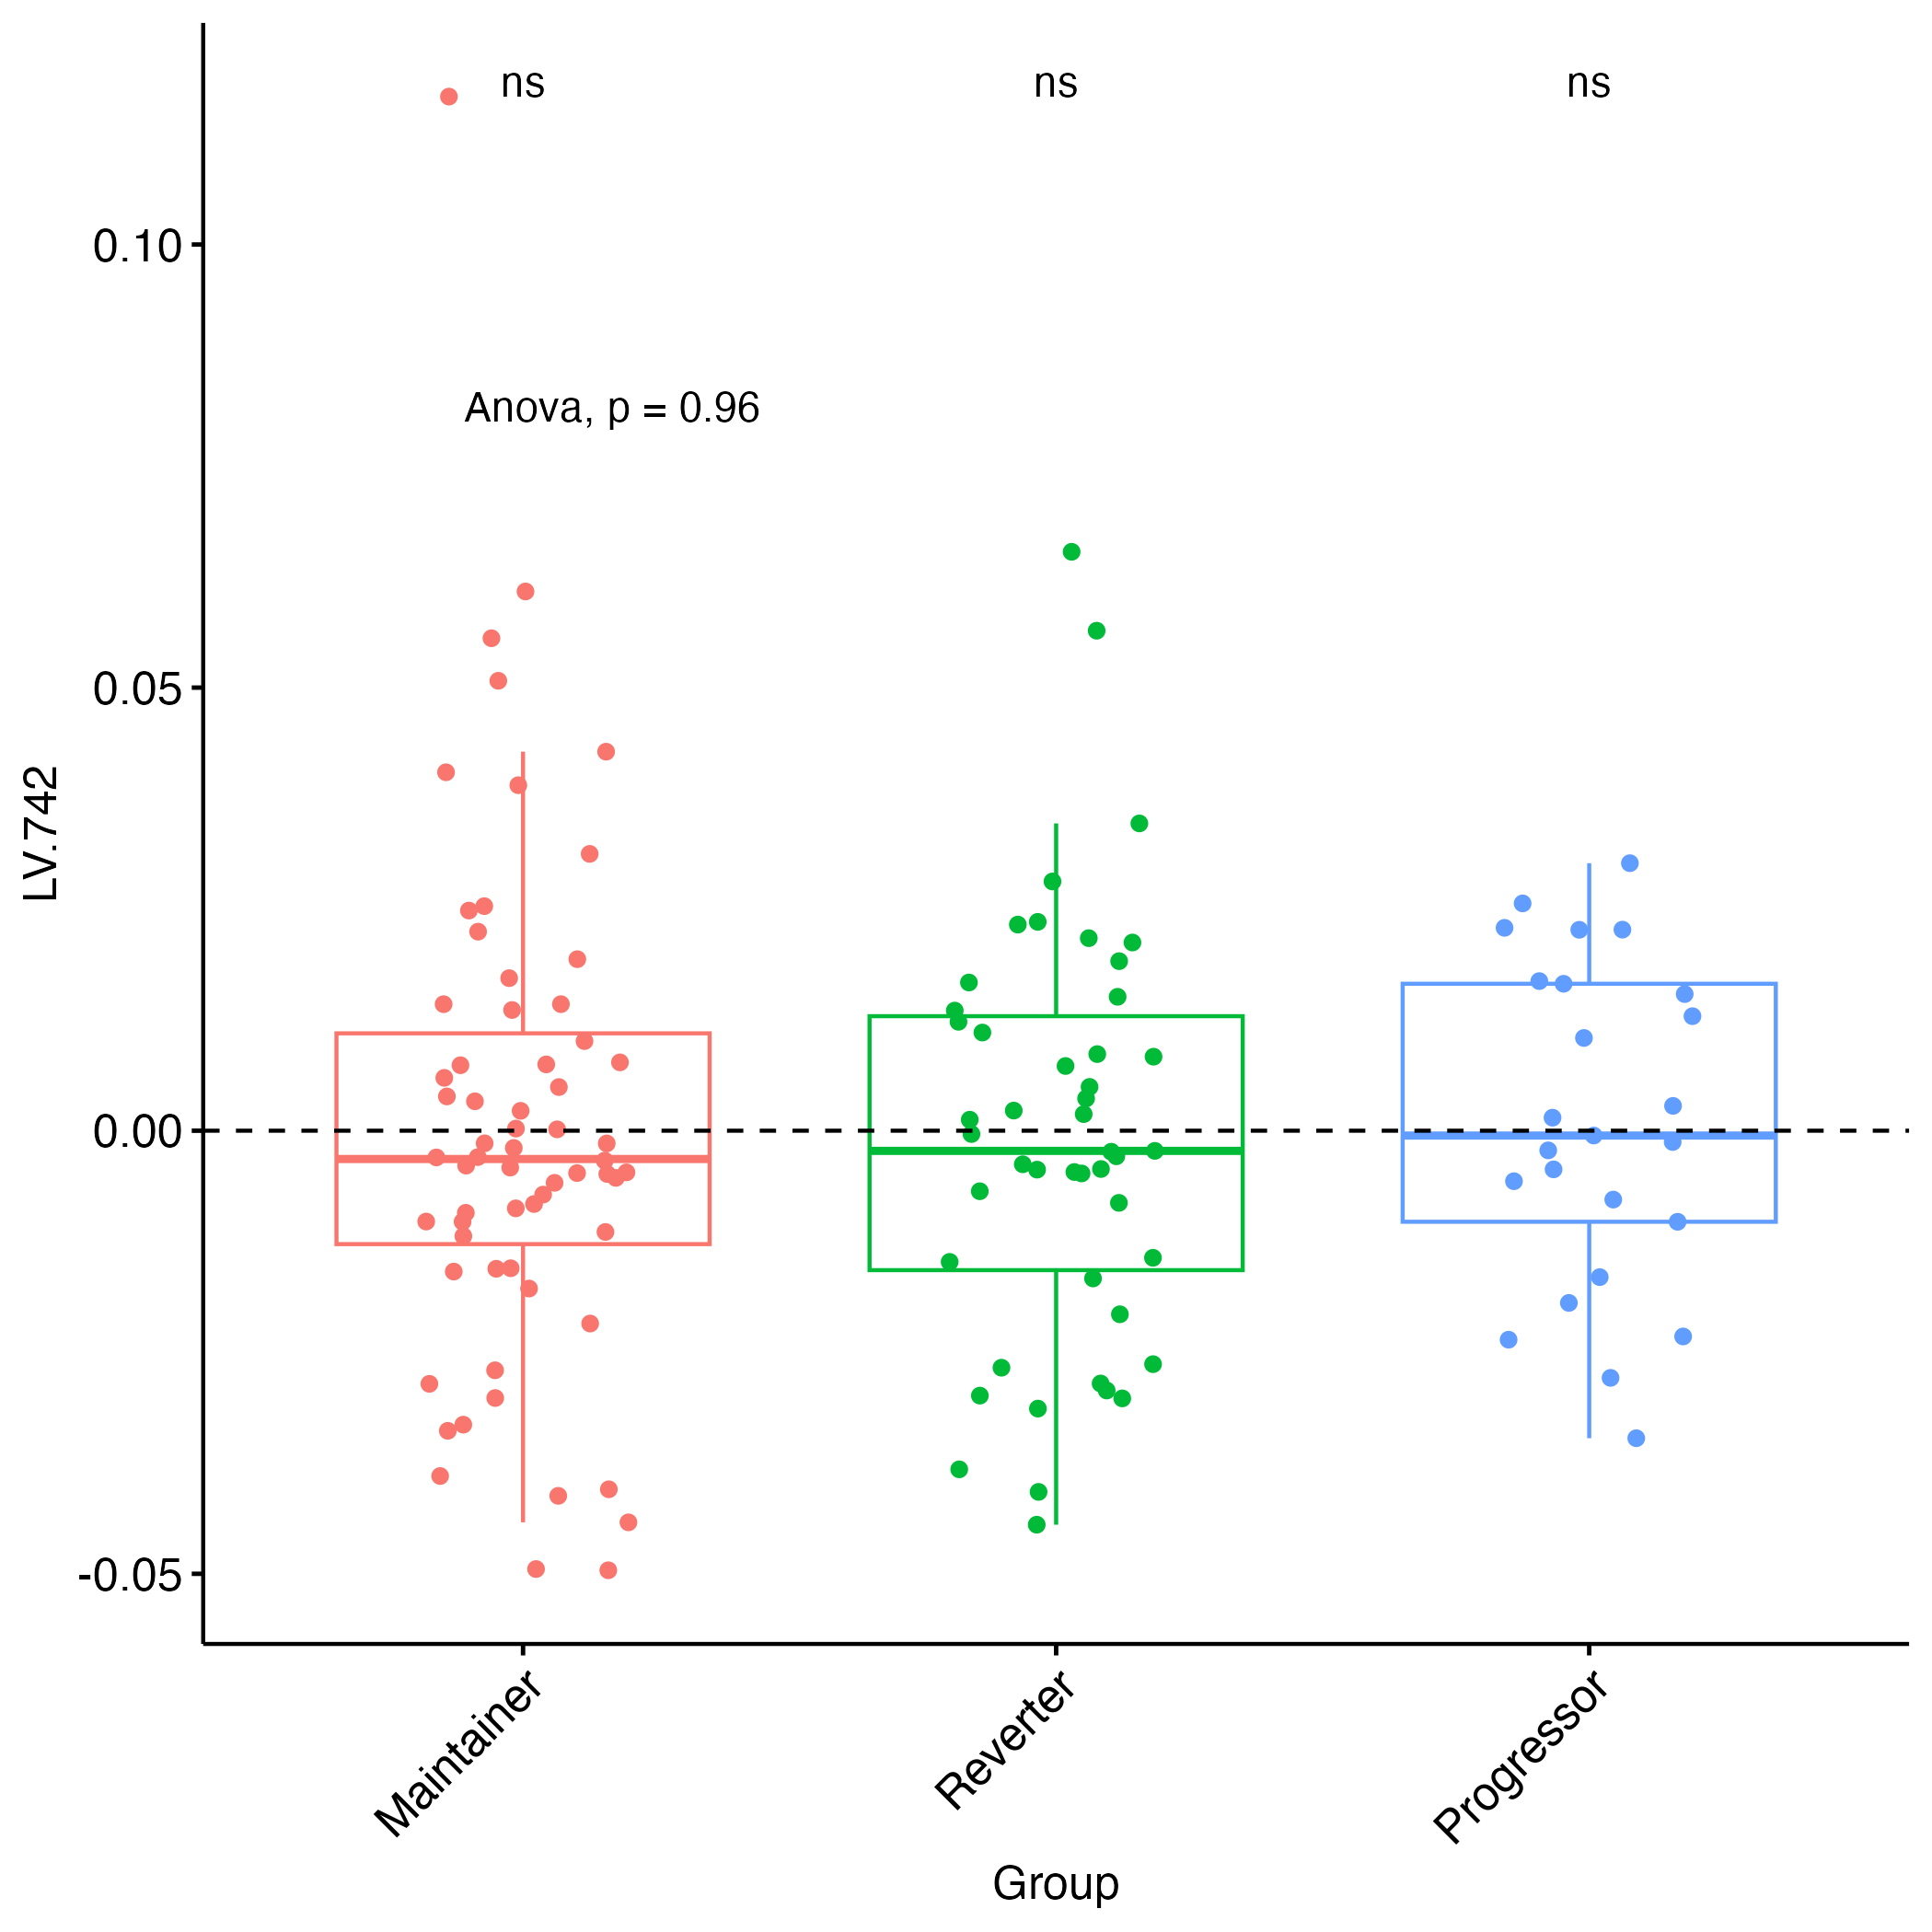 ns ns ns
0.10
Anova, p = 0.96
0.05
LV.742
0.00
-0.05
Maintainer Reverter Progressor
Group